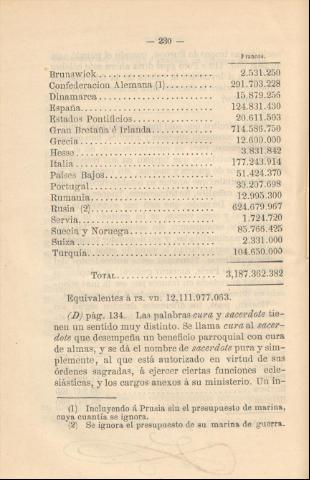 — 230 —
Francos.
Brunswick 2.531.250
Confederacion Alemana (1) 291.703.228
Dinamarca 15.879.256
España 124.831.430
Estados Pontificios 20.611.503
Gran Bretaña é Irlanda 714.586.750
Grecia 12.600.000
Hesse 3.831.842
Italia 177.243.914
Países Bajos 51.424.370
Portugal 39.207.698
Rumania 12.995.300
Rusia (2) 624.679.967
Servia 1.724.720
Suecia y Noruega 85.766.425
Suiza 2.331.000
Turquía 104.650.000
TOTAL 3,187.362.382
Equivalentes á rs. vn. 12.111.977.063.
(D) pág. 134. Las palabras cura y sacerdote tie-
nen un sentido muy distinto. Se llama cura al sacer-
dote que desempeña un beneficio parroquial con cura
de almas, y se dá el nombre de sacerdote pura y sim-
plemente, al que está autorizado en virtud de sus
órdenes sagradas, á ejercer ciertas funciones ecle-
siásticas, y los cargos anexos á su ministerio. Un in-
(1) Incluyendo á Prusia sin el presupuesto de marina,
cuya cuantía se ignora.
(2) Se ignora el presupuesto de su marina de guerra.